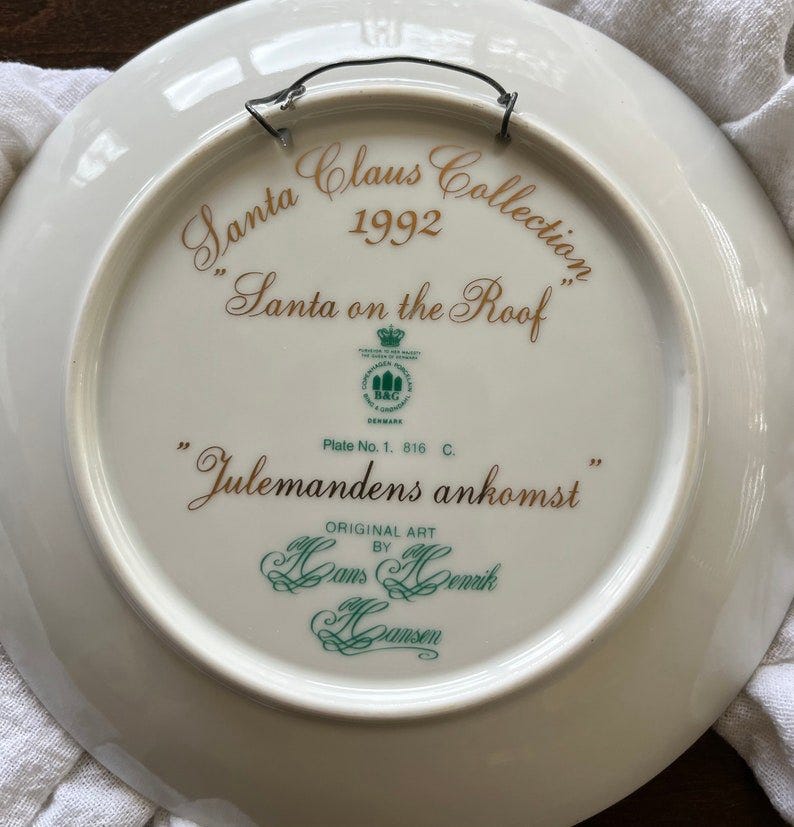 Santa Claus Collection
1992
"Santa on the Roof"
PURVEYOR TO HER MAJESTY
THE QUEEN OF DENMARK
COPENHAGEN PORCELAIN
B&G
BING & GRØNDAHL
DENMARK
Plate No. 1. 816 C.
"Julemandens ankomst"
ORIGINAL ART
BY
Hans Henrik
Hansen